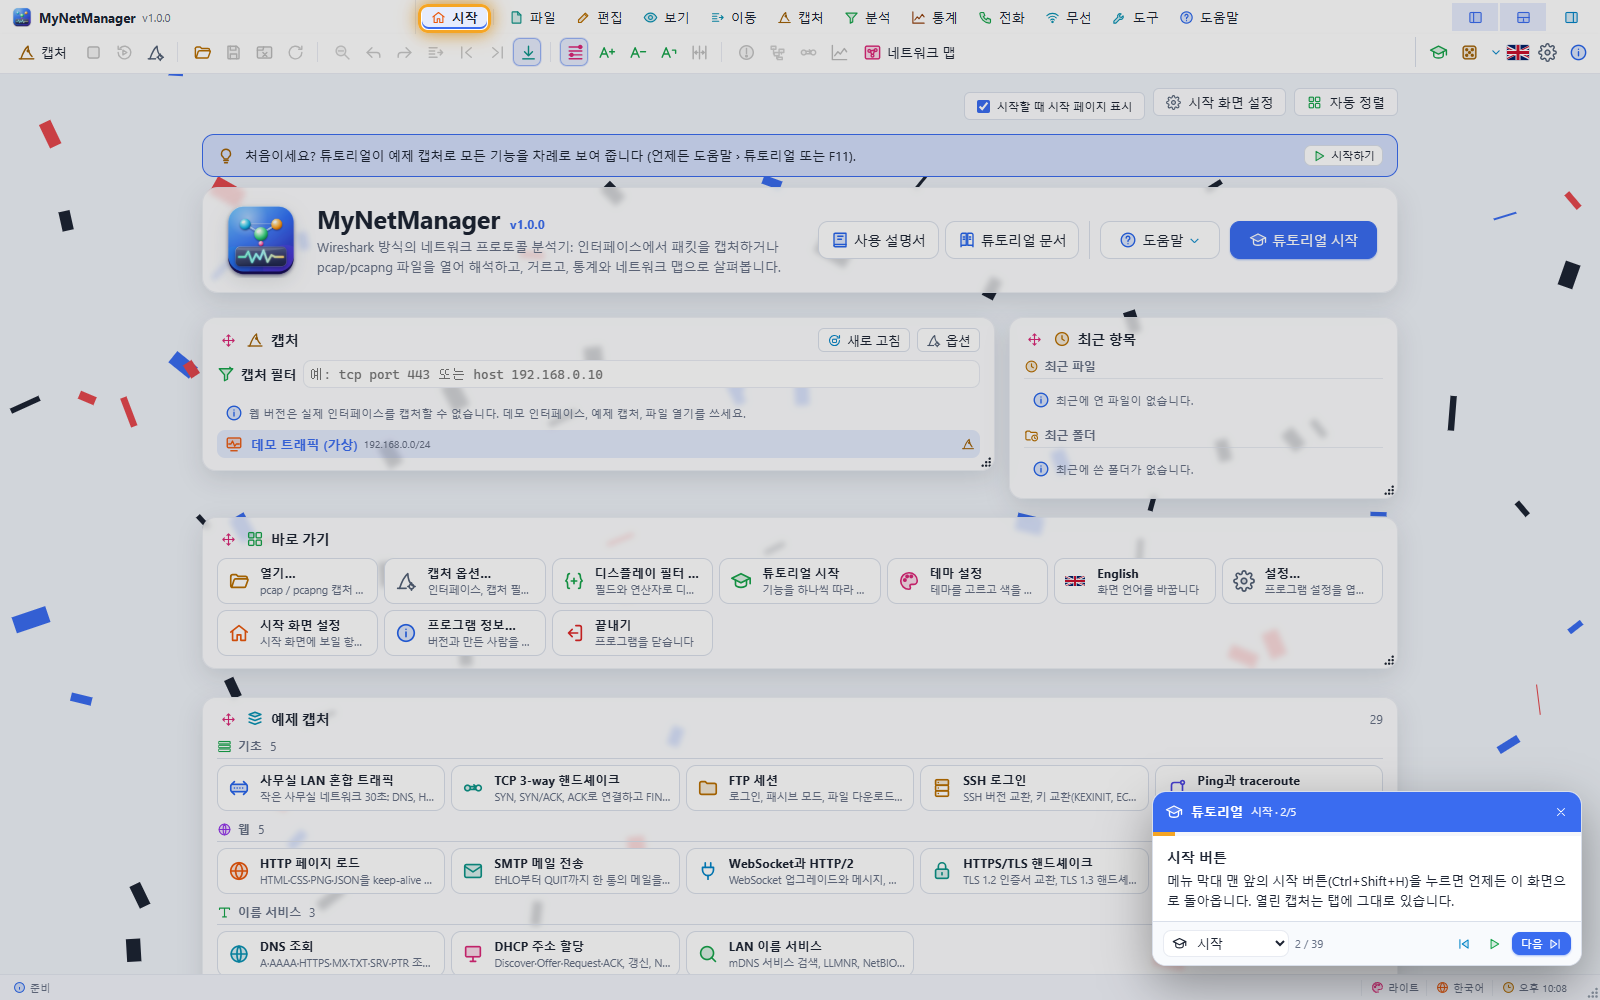 MyNetManager v1.0.0
시작 파일 편집 보기 이동 캡처 분석 통계 전화 무선 도구 도움말
캡처 A+ A- A 네트워크 맵
시작할 때 시작 페이지 표시 시작 화면 설정 자동 정렬
처음이세요? 튜토리얼이 예제 캡처로 모든 기능을 차례로 보여 줍니다 (언제든 도움말 › 튜토리얼 또는 F11). 시작하기
MyNetManager v1.0.0
Wireshark 방식의 네트워크 프로토콜 분석기: 인터페이스에서 패킷을 캡처하거나
pcap/pcapng 파일을 열어 해석하고, 거르고, 통계와 네트워크 맵으로 살펴봅니다.
사용 설명서 튜토리얼 문서 도움말 튜토리얼 시작
캡처 새로 고침 옵션
캡처 필터 예: tcp port 443 또는 host 192.168.0.10
웹 버전은 실제 인터페이스를 캡처할 수 없습니다. 데모 인터페이스, 예제 캡처, 파일 열기를 쓰세요.
데모 트래픽 (가상) 192.168.0.0/24
최근 항목
최근 파일
최근에 연 파일이 없습니다.
최근 폴더
최근에 쓴 폴더가 없습니다.
바로 가기
열기...
pcap / pcapng 캡처 ...
캡처 옵션...
인터페이스, 캡처 필...
디스플레이 필터 ...
필드와 연산자로 디...
튜토리얼 시작
기능을 하나씩 따라 ...
테마 설정
테마를 고르고 색을 ...
English
화면 언어를 바꿉니다
설정...
프로그램 설정을 엽...
시작 화면 설정
시작 화면에 보일 항...
프로그램 정보...
버전과 만든 사람을 ...
끝내기
프로그램을 닫습니다
예제 캡처 29
기초 5
사무실 LAN 혼합 트래픽
작은 사무실 네트워크 30초: DNS, H...
TCP 3-way 핸드셰이크
SYN, SYN/ACK, ACK로 연결하고 FIN...
FTP 세션
로그인, 패시브 모드, 파일 다운로드...
SSH 로그인
SSH 버전 교환, 키 교환(KEXINIT, EC...
Ping과 traceroute
웹 5
HTTP 페이지 로드
HTML·CSS·PNG·JSON을 keep-alive ...
SMTP 메일 전송
EHLO부터 QUIT까지 한 통의 메일을...
WebSocket과 HTTP/2
WebSocket 업그레이드와 메시지, ...
HTTPS/TLS 핸드셰이크
TLS 1.2 인증서 교환, TLS 1.3 핸드셰...
이름 서비스 3
DNS 조회
A·AAAA·HTTPS·MX·TXT·SRV·PTR 조...
DHCP 주소 할당
Discover·Offer·Request·ACK, 갱신, N...
LAN 이름 서비스
mDNS 서비스 검색, LLMNR, NetBIO...
튜토리얼 시작 · 2/5
시작 버튼
메뉴 막대 맨 앞의 시작 버튼(Ctrl+Shift+H)을 누르면 언제든 이 화면으
로 돌아옵니다. 열린 캡처는 탭에 그대로 있습니다.
시작 2 / 39 다음
준비 라이트 한국어 오후 10:08